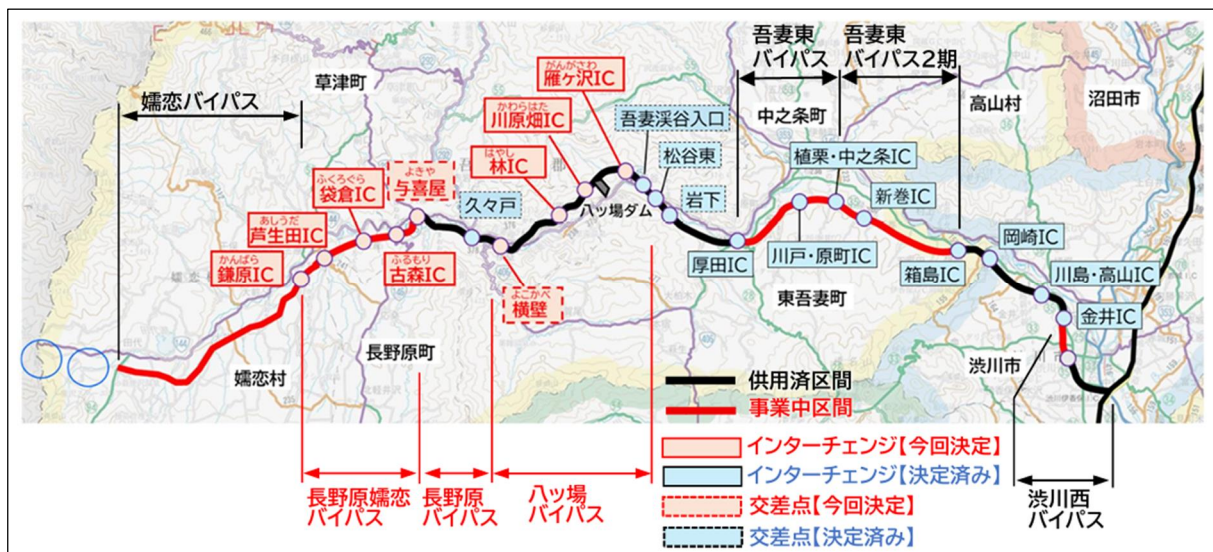 嬬恋バイパス
草津町
吾妻東
バイパス
吾妻東
バイパス2期
中之条町
高山村
沼田市
がんがさわ
雁ヶ沢IC
かわらはた
川原畑IC
はやし
林IC
吾妻渓谷入口
松谷東
岩下
植栗・中之条IC
新巻IC
ふくろぐら
袋倉IC
よきや
与喜屋
久々戸
八ッ場ダム
あしうだ
芦生田IC
かんばら
鎌原IC
ふるもり
古森IC
よこかべ
横壁
厚田IC
川戸・原町IC
箱島IC
岡崎IC
川島・高山IC
金井IC
東吾妻町
長野原町
嬬恋村
渋川市
供用済区間
事業中区間
インターチェンジ【今回決定】
インターチェンジ【決定済み】
交差点【今回決定】
交差点【決定済み】
長野原嬬恋
バイパス
長野原
バイパス
八ッ場
バイパス
渋川西
バイパス